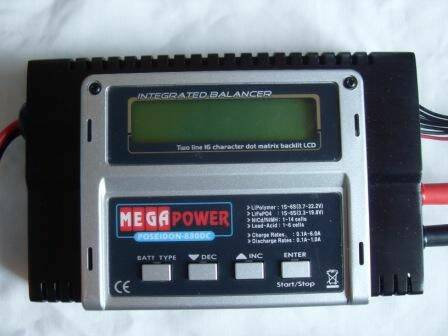 INTEGRATED BALANCER
Two line 16 character dot matrix backlit LCD
MEGA POWER
POSEIDON-680DC
LiPolymer : 1S-6S(3.7-22.2V)
LiFePO4 : 1S-6S(3.3-19.8V)
NiCd/NiMH : 1-14 cells
Lead-Acid : 1-6 cells
Charge Rates. : 0.1A-6.0A
Discharge Rates. : 0.1A-1.0A
BATT TYPE DEC INC ENTER
Start/Stop
CE